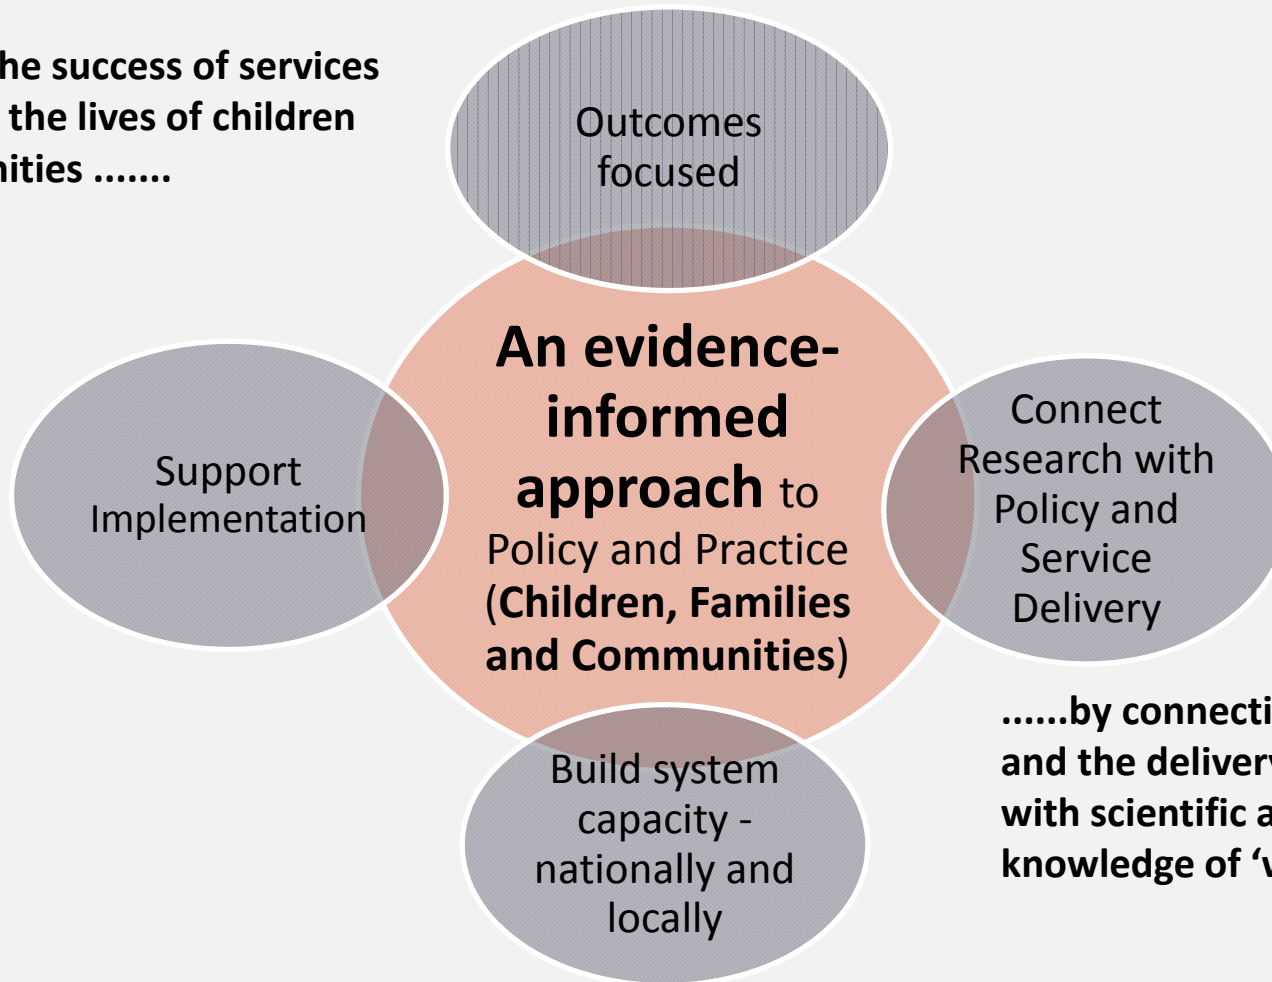 he success of services
the lives of children
nities .......
Outcomes
focused
An evidence-
informed
approach to
Policy and Practice
(Children, Families
and Communities)
Support
Implementation
Connect
Research with
Policy and
Service
Delivery
Build system
capacity -
nationally and
locally
......by connecti
and the delivery
with scientific a
knowledge of ‘